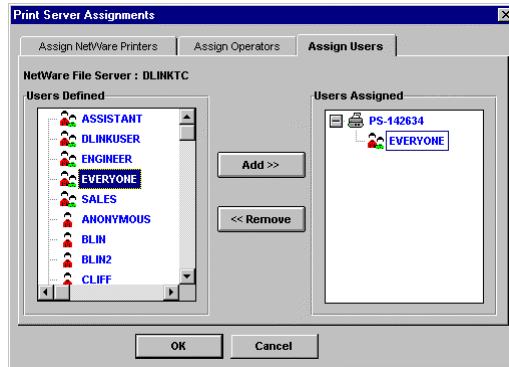 Print Server Assignments
Assign NetWare Printers
Assign Operators
Assign Users
NetWare File Server : DLINKTC
Users Defined
ASSISTANT
DLINKUSER
ENGINEER
EVERYONE
SALES
ANONYMOUS
BLIN
BLIN2
CLIFF
Add >>
<< Remove
Users Assigned
PS-142634
EVERYONE
OK
Cancel